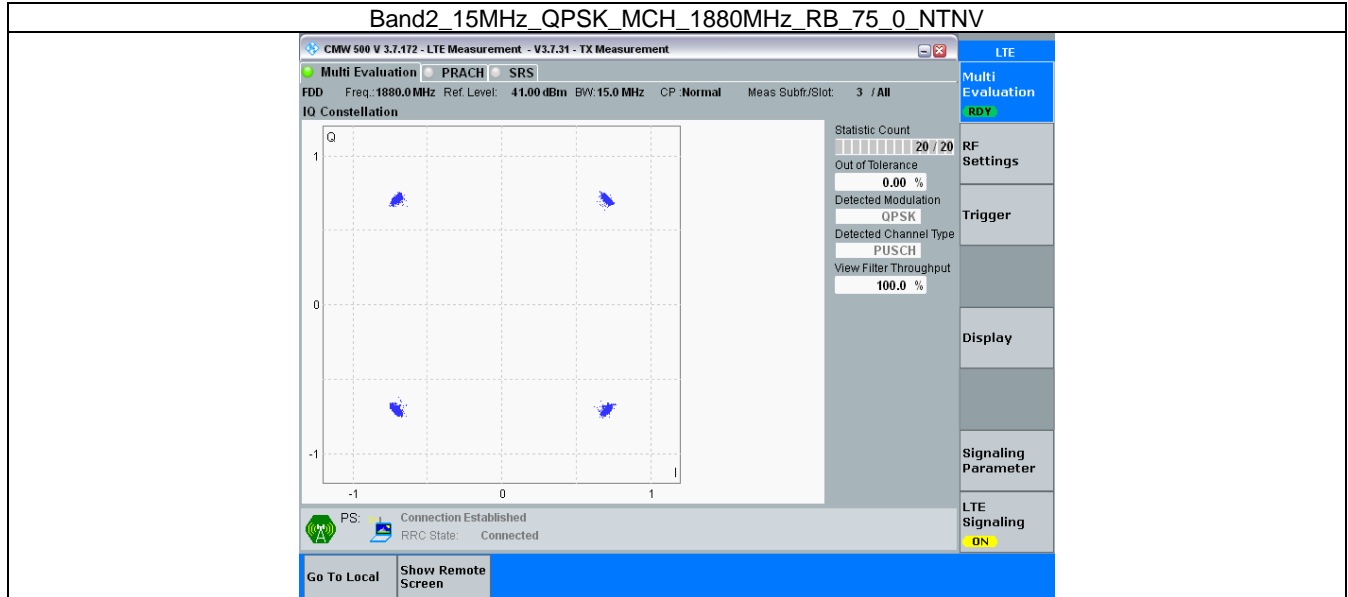 Band2_15MHz_QPSK_MCH_1880MHz_RB_75_0_NTNV
CMW 500 V 3.7.172 - LTE Measurement - V3.7.31 - TX Measurement
LTE
Multi Evaluation PRACH SRS
Multi
Evaluation
RDY
FDD Freq.: 1880.0 MHz Ref. Level: 41.00 dBm BW: 15.0 MHz CP : Normal Meas Subfr./Slot: 3 / All
IQ Constellation
Q
1
0
-1
I
-1 0 1
Statistic Count
20 / 20
Out of Tolerance
0.00 %
Detected Modulation
QPSK
Detected Channel Type
PUSCH
View Filter Throughput
100.0 %
RF
Settings
Trigger
Display
Signaling
Parameter
LTE
Signaling
ON
PS: Connection Established
RRC State: Connected
Go To Local
Show Remote
Screen